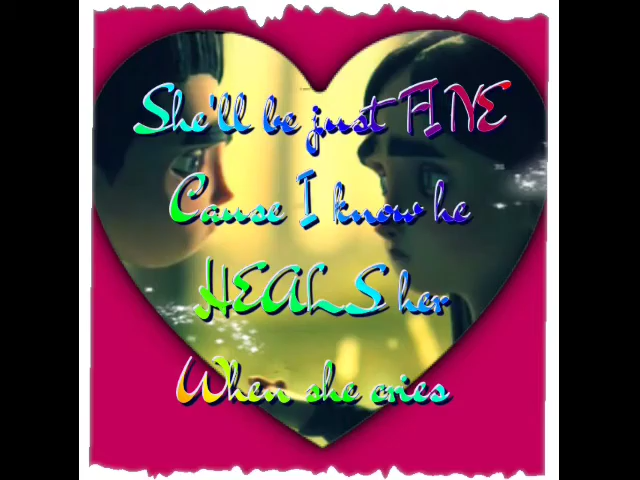 She'll be just FINE
Cause I know he
HEALS her
When she cries